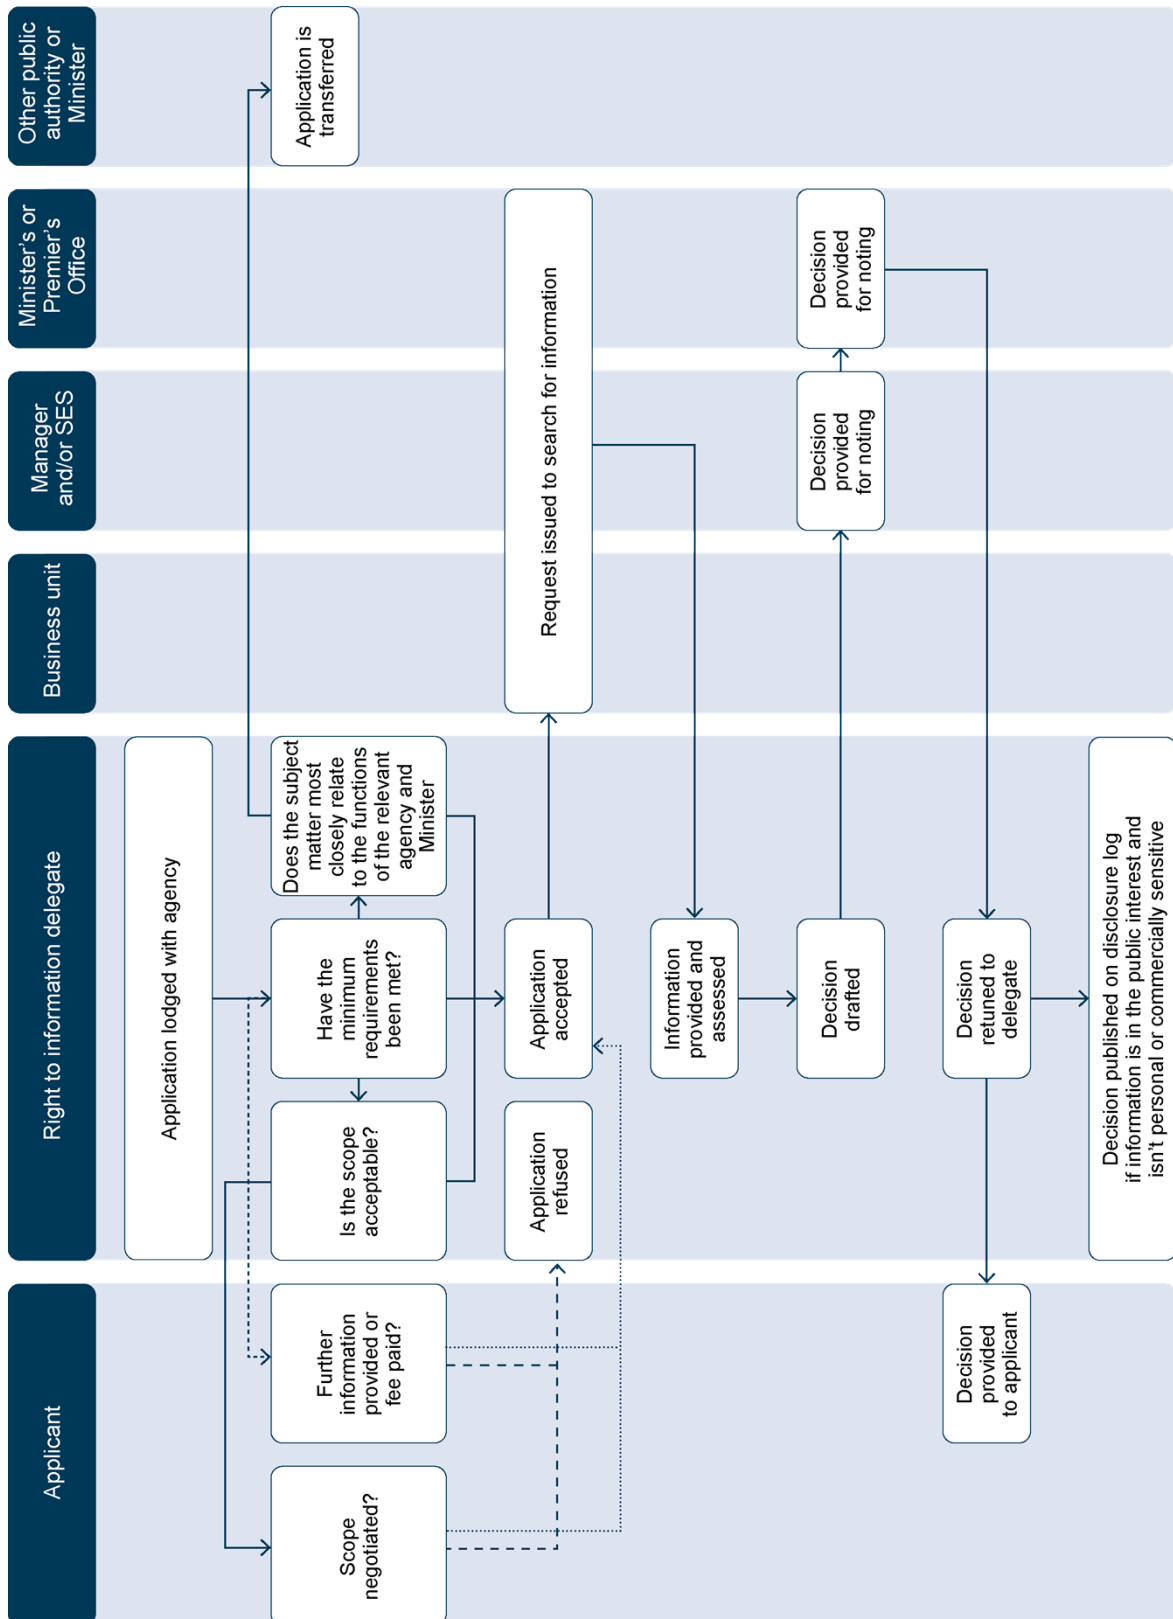 Applicant
Right to information delegate
Business unit
Manager
and/or SES
Minister's or
Premier's
Office
Other public
authority or
Minister
Application lodged with agency
Scope
negotiated?
Further
information
provided or
fee paid?
Is the scope
acceptable?
Have the
minimum
requirements
been met?
Does the subject
matter most
closely relate
to the functions
of the relevant
agency and
Minister
Application is
transferred
Application
refused
Application
accepted
Request issued to search for information
Information
provided and
assessed
Decision
drafted
Decision
provided
for noting
Decision
provided
for noting
Decision
provided
to applicant
Decision
retuned to
delegate
Decision published on disclosure log
if information is in the public interest and
isn't personal or commercially sensitive